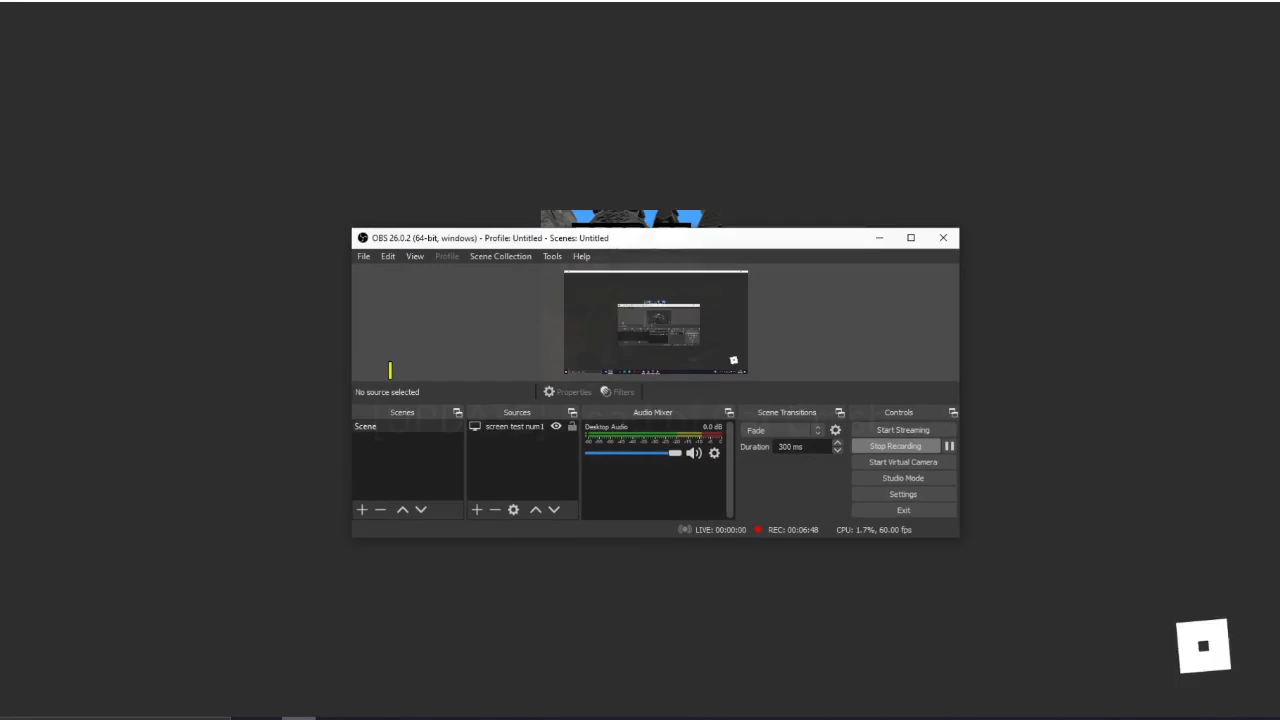 OBS 26.0.2 (64-bit, windows) - Profile: Untitled - Scenes: Untitled
File Edit View Profile Scene Collection Tools Help
No source selected Properties Filters
Scenes Sources Audio Mixer Scene Transitions Controls
Scene screen test num1 Desktop Audio 0.0 dB Fade Start Streaming
Duration 300 ms Stop Recording
Start Virtual Camera
Studio Mode
Settings
Exit
LIVE: 00:00:00 REC: 00:06:48 CPU: 1.7%, 60.00 fps